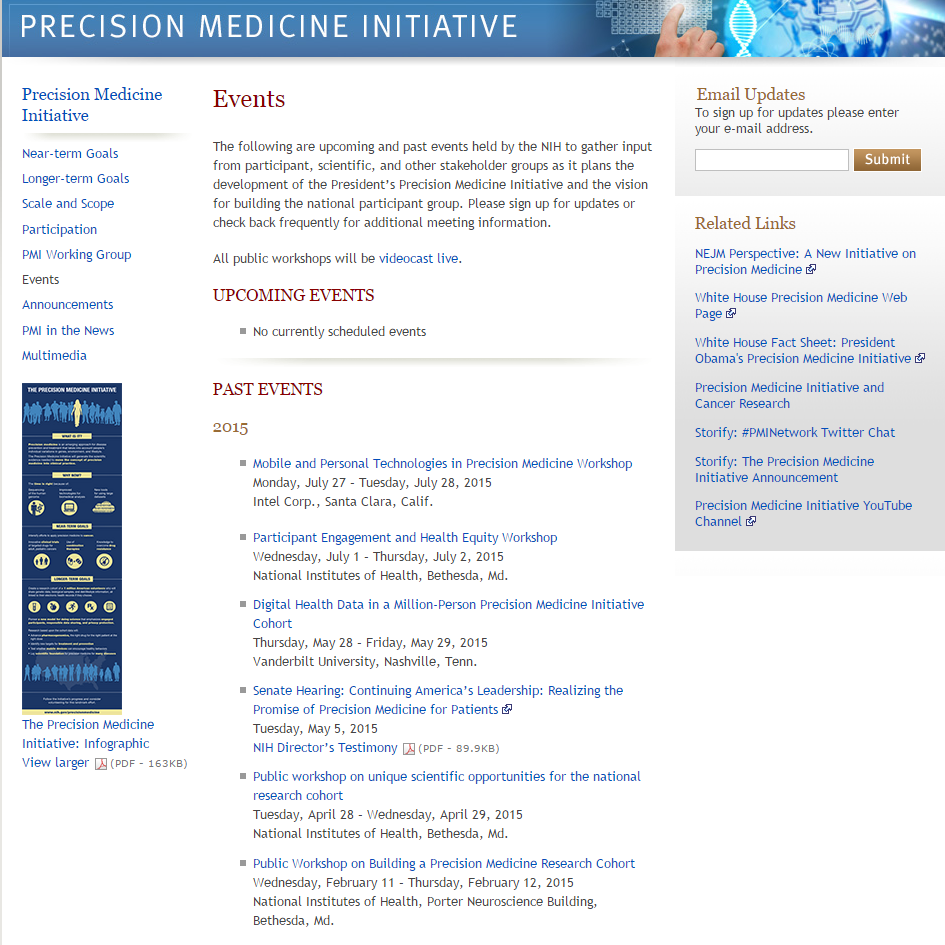 PRECISION MEDICINE INITIATIVE
Precision Medicine
Initiative
Near-term Goals
Longer-term Goals
Scale and Scope
Participation
PMI Working Group
Events
Announcements
PMI in the News
Multimedia
THE PRECISION MEDICINE INITIATIVE
WHAT IS IT?
WHY NOW?
NEAR TERM GOALS
LONGER TERM GOALS
www.nih.gov/precisionmedicine
The Precision Medicine
Initiative: Infographic
View larger (PDF - 163KB)
Events
The following are upcoming and past events held by the NIH to gather input
from participant, scientific, and other stakeholder groups as it plans the
development of the President's Precision Medicine Initiative and the vision
for building the national participant group. Please sign up for updates or
check back frequently for additional meeting information.
All public workshops will be videocast live.
UPCOMING EVENTS
No currently scheduled events
PAST EVENTS
2015
Mobile and Personal Technologies in Precision Medicine Workshop
Monday, July 27 - Tuesday, July 28, 2015
Intel Corp., Santa Clara, Calif.
Participant Engagement and Health Equity Workshop
Wednesday, July 1 - Thursday, July 2, 2015
National Institutes of Health, Bethesda, Md.
Digital Health Data in a Million-Person Precision Medicine Initiative
Cohort
Thursday, May 28 - Friday, May 29, 2015
Vanderbilt University, Nashville, Tenn.
Senate Hearing: Continuing America's Leadership: Realizing the
Promise of Precision Medicine for Patients
Tuesday, May 5, 2015
NIH Director's Testimony (PDF - 89.9KB)
Public workshop on unique scientific opportunities for the national
research cohort
Tuesday, April 28 - Wednesday, April 29, 2015
National Institutes of Health, Bethesda, Md.
Public Workshop on Building a Precision Medicine Research Cohort
Wednesday, February 11 - Thursday, February 12, 2015
National Institutes of Health, Porter Neuroscience Building,
Bethesda, Md.
Email Updates
To sign up for updates please enter
your e-mail address.
Submit
Related Links
NEJM Perspective: A New Initiative on
Precision Medicine
White House Precision Medicine Web
Page
White House Fact Sheet: President
Obama's Precision Medicine Initiative
Precision Medicine Initiative and
Cancer Research
Storify: #PMINetwork Twitter Chat
Storify: The Precision Medicine
Initiative Announcement
Precision Medicine Initiative YouTube
Channel